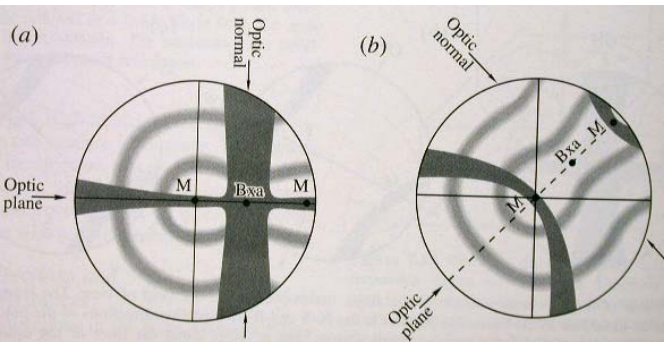 (a)
Optic
normal
Optic
plane
M
Bxa
M
(b)
Optic
normal
M
Bxa
M
Optic
plane